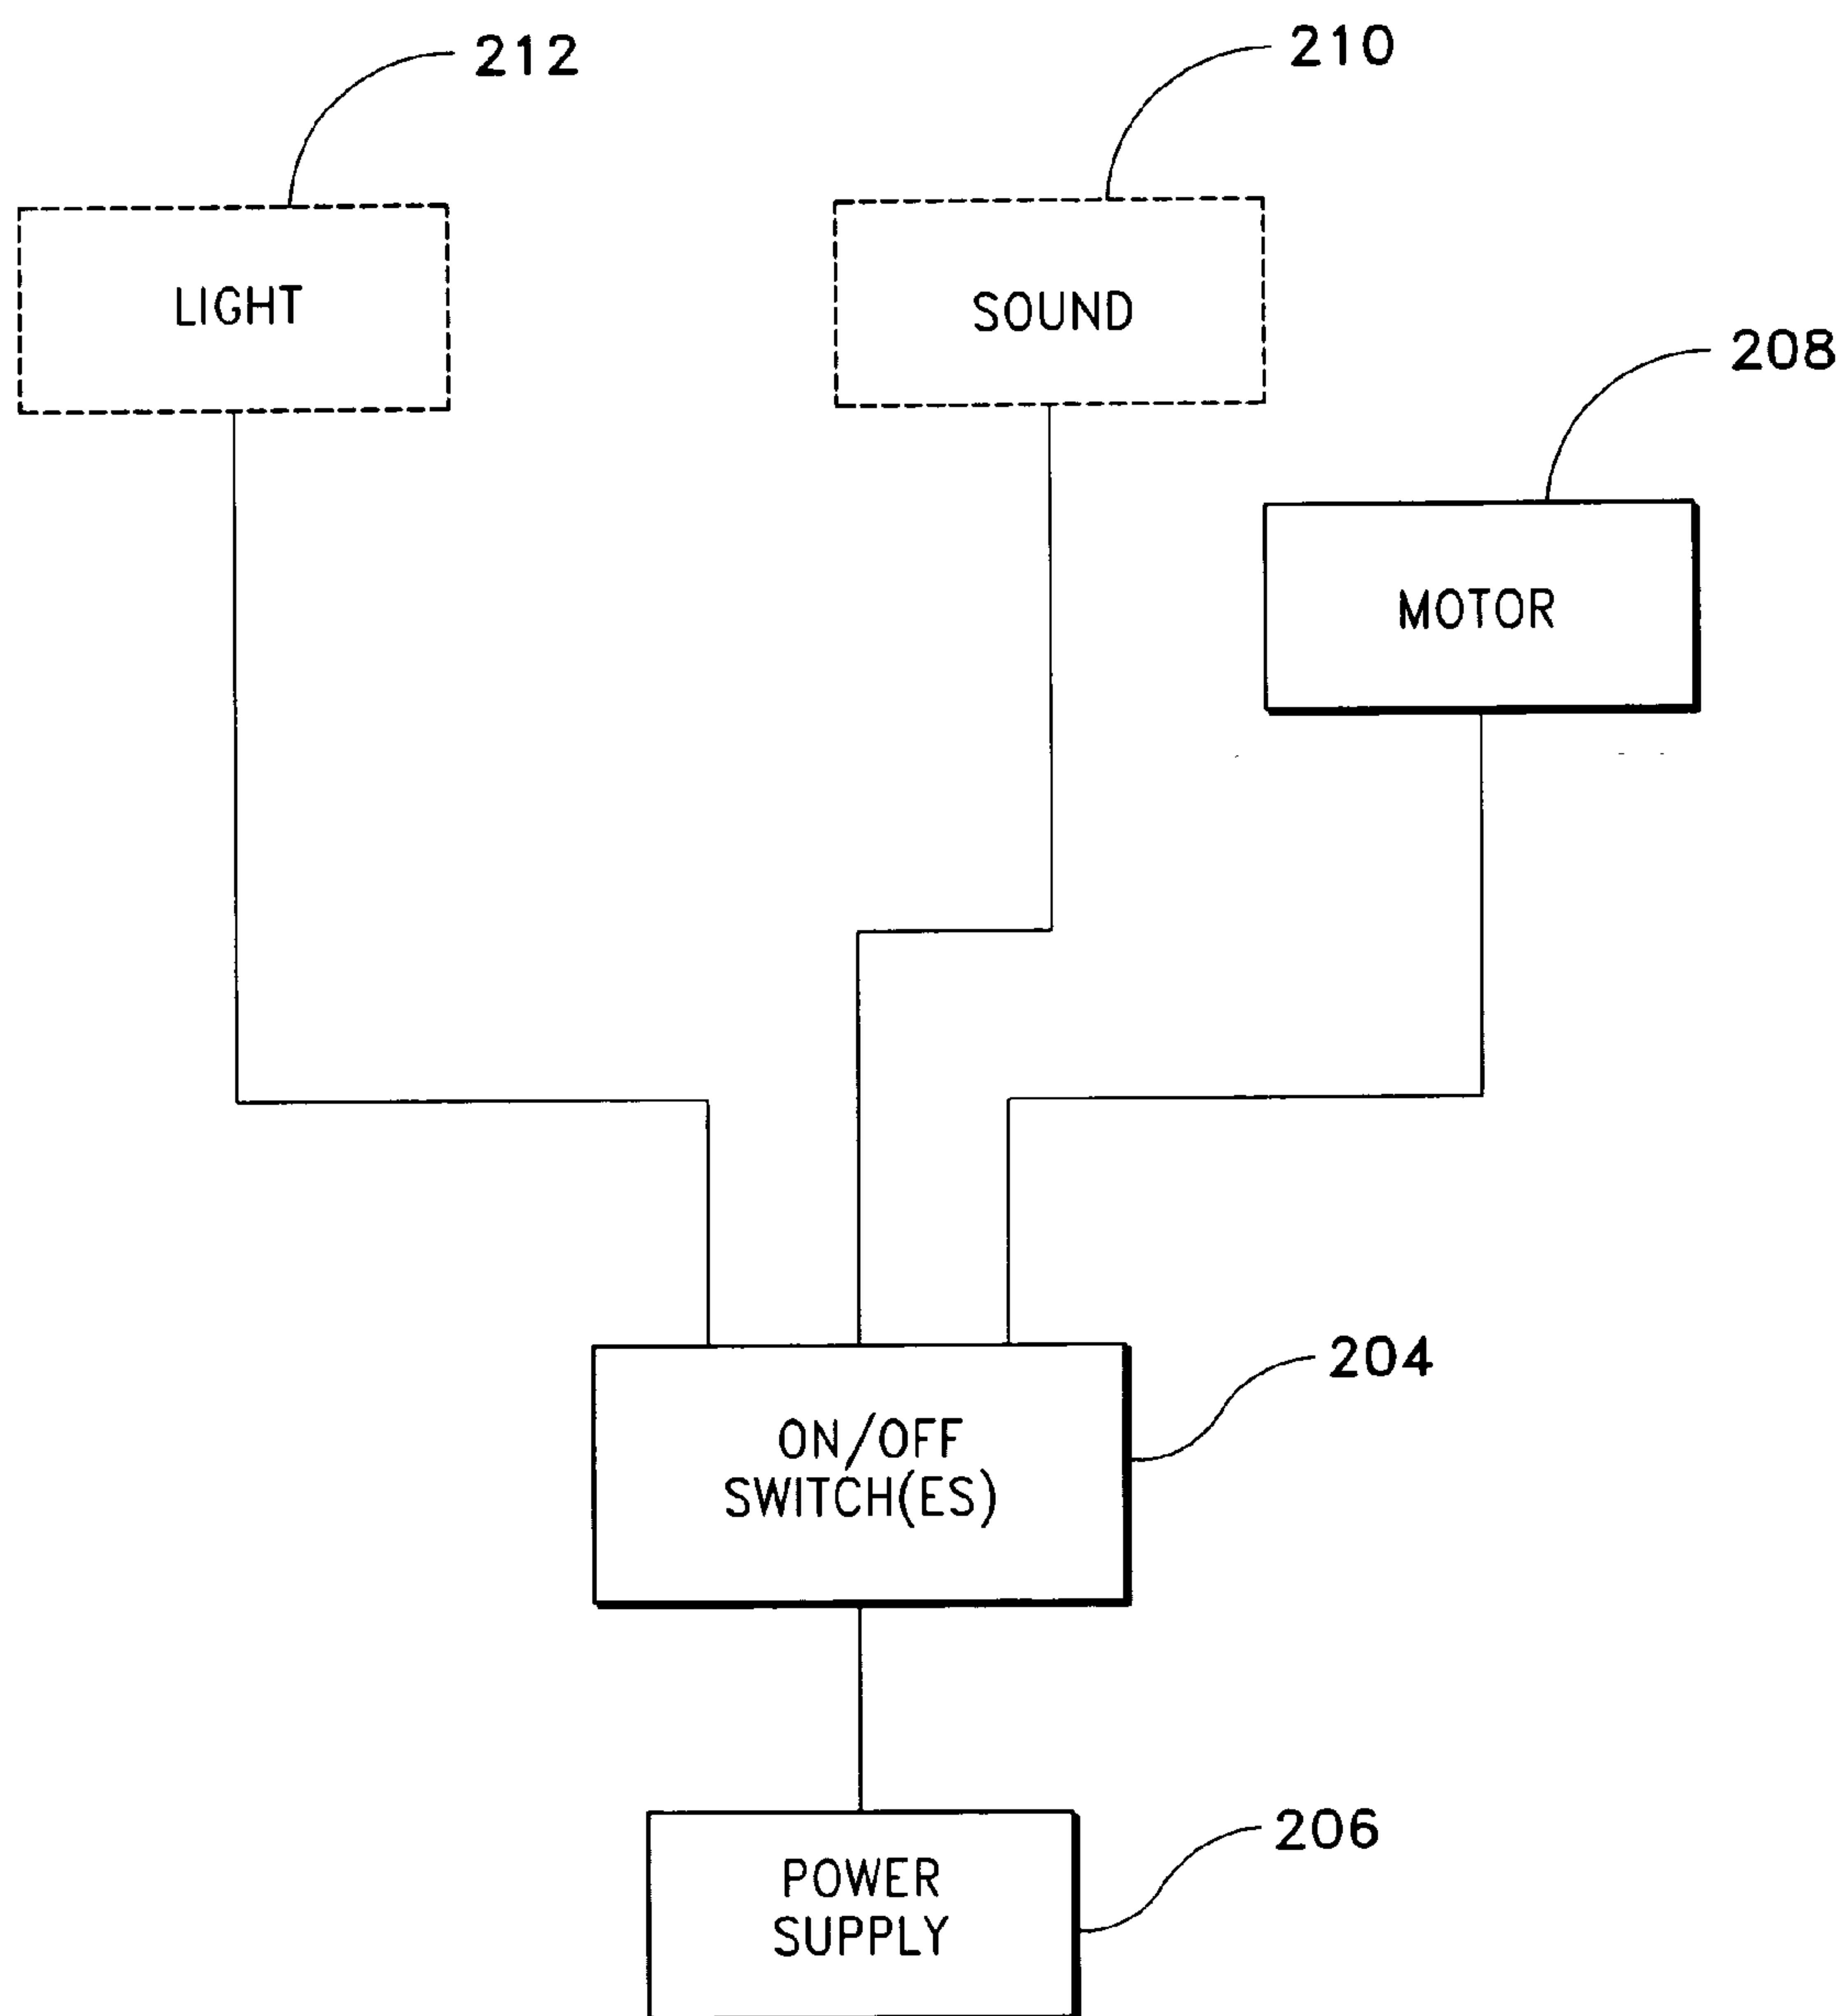 212
210
LIGHT
SOUND
208
MOTOR
204
ON/OFF
SWITCH(ES)
206
POWER
SUPPLY